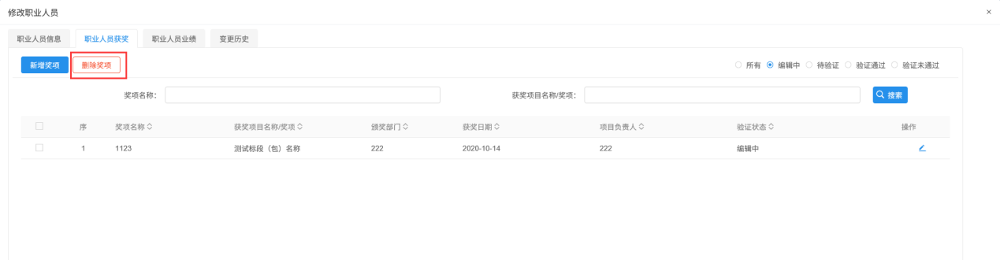 修改职业人员 ×
职业人员信息 职业人员获奖 职业人员业绩 变更历史
新增奖项 删除奖项 所有 编辑中 待验证 验证通过 验证未通过
奖项名称: 获奖项目名称/奖项: 搜索
序 奖项名称 获奖项目名称/奖项 颁奖部门 获奖日期 项目负责人 验证状态 操作
1 1123 测试标段（包）名称 222 2020-10-14 222 编辑中